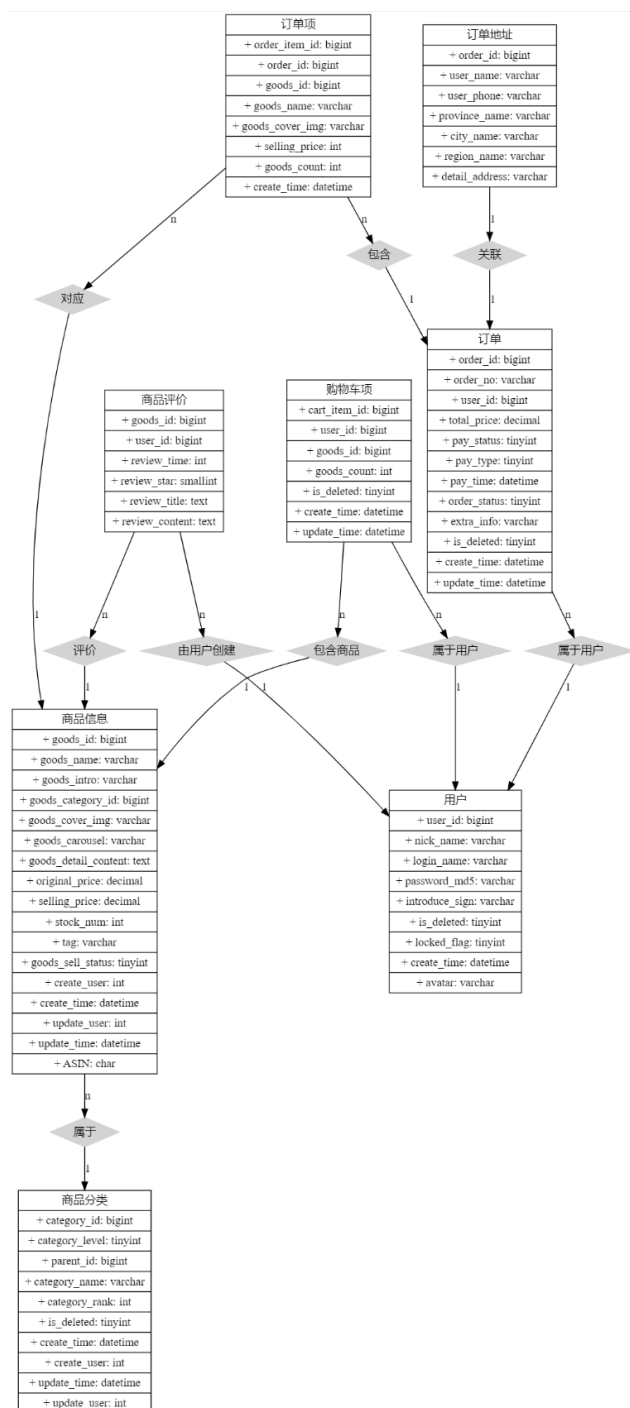 订单项
+ order_item_id: bigint
+ order_id: bigint
+ goods_id: bigint
+ goods_name: varchar
+ goods_cover_img: varchar
+ selling_price: int
+ goods_count: int
+ create_time: datetime
订单地址
+ order_id: bigint
+ user_name: varchar
+ user_phone: varchar
+ province_name: varchar
+ city_name: varchar
+ region_name: varchar
+ detail_address: varchar
n
n
1
对应
包含
关联
1
1
订单
+ order_id: bigint
+ order_no: varchar
+ user_id: bigint
+ total_price: decimal
+ pay_status: tinyint
+ pay_type: tinyint
+ pay_time: datetime
+ order_status: tinyint
+ extra_info: varchar
+ is_deleted: tinyint
+ create_time: datetime
+ update_time: datetime
商品评价
+ goods_id: bigint
+ user_id: bigint
+ review_time: int
+ review_star: smallint
+ review_title: text
+ review_content: text
购物车项
+ cart_item_id: bigint
+ user_id: bigint
+ goods_id: bigint
+ goods_count: int
+ is_deleted: tinyint
+ create_time: datetime
+ update_time: datetime
1
n
n
n
n
n
评价
由用户创建
包含商品
属于用户
属于用户
1
1
1
1
1
商品信息
+ goods_id: bigint
+ goods_name: varchar
+ goods_intro: varchar
+ goods_category_id: bigint
+ goods_cover_img: varchar
+ goods_carousel: varchar
+ goods_detail_content: text
+ original_price: decimal
+ selling_price: decimal
+ stock_num: int
+ tag: varchar
+ goods_sell_status: tinyint
+ create_user: int
+ create_time: datetime
+ update_user: int
+ update_time: datetime
+ ASIN: char
用户
+ user_id: bigint
+ nick_name: varchar
+ login_name: varchar
+ password_md5: varchar
+ introduce_sign: varchar
+ is_deleted: tinyint
+ locked_flag: tinyint
+ create_time: datetime
+ avatar: varchar
n
属于
1
商品分类
+ category_id: bigint
+ category_level: tinyint
+ parent_id: bigint
+ category_name: varchar
+ category_rank: int
+ is_deleted: tinyint
+ create_time: datetime
+ create_user: int
+ update_time: datetime
+ update_user: int